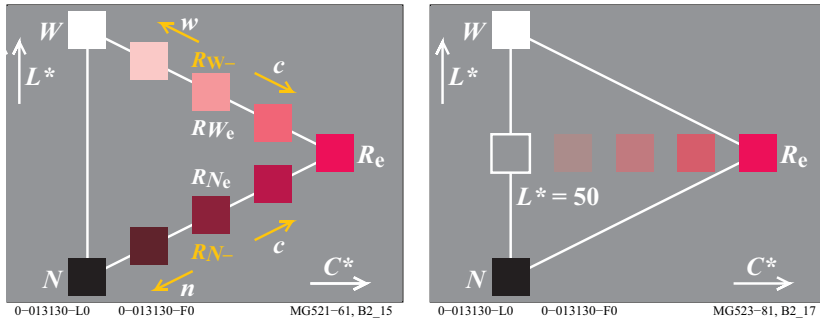 W
w
L*
RW–
c
RWe
Re
RNe
RN–
c
N
n
C*
0–013130–L0 0–013130–F0 MG521–61, B2_15
W
L*
Re
L* = 50
N
C*
0–013130–L0 0–013130–F0 MG523–81, B2_17